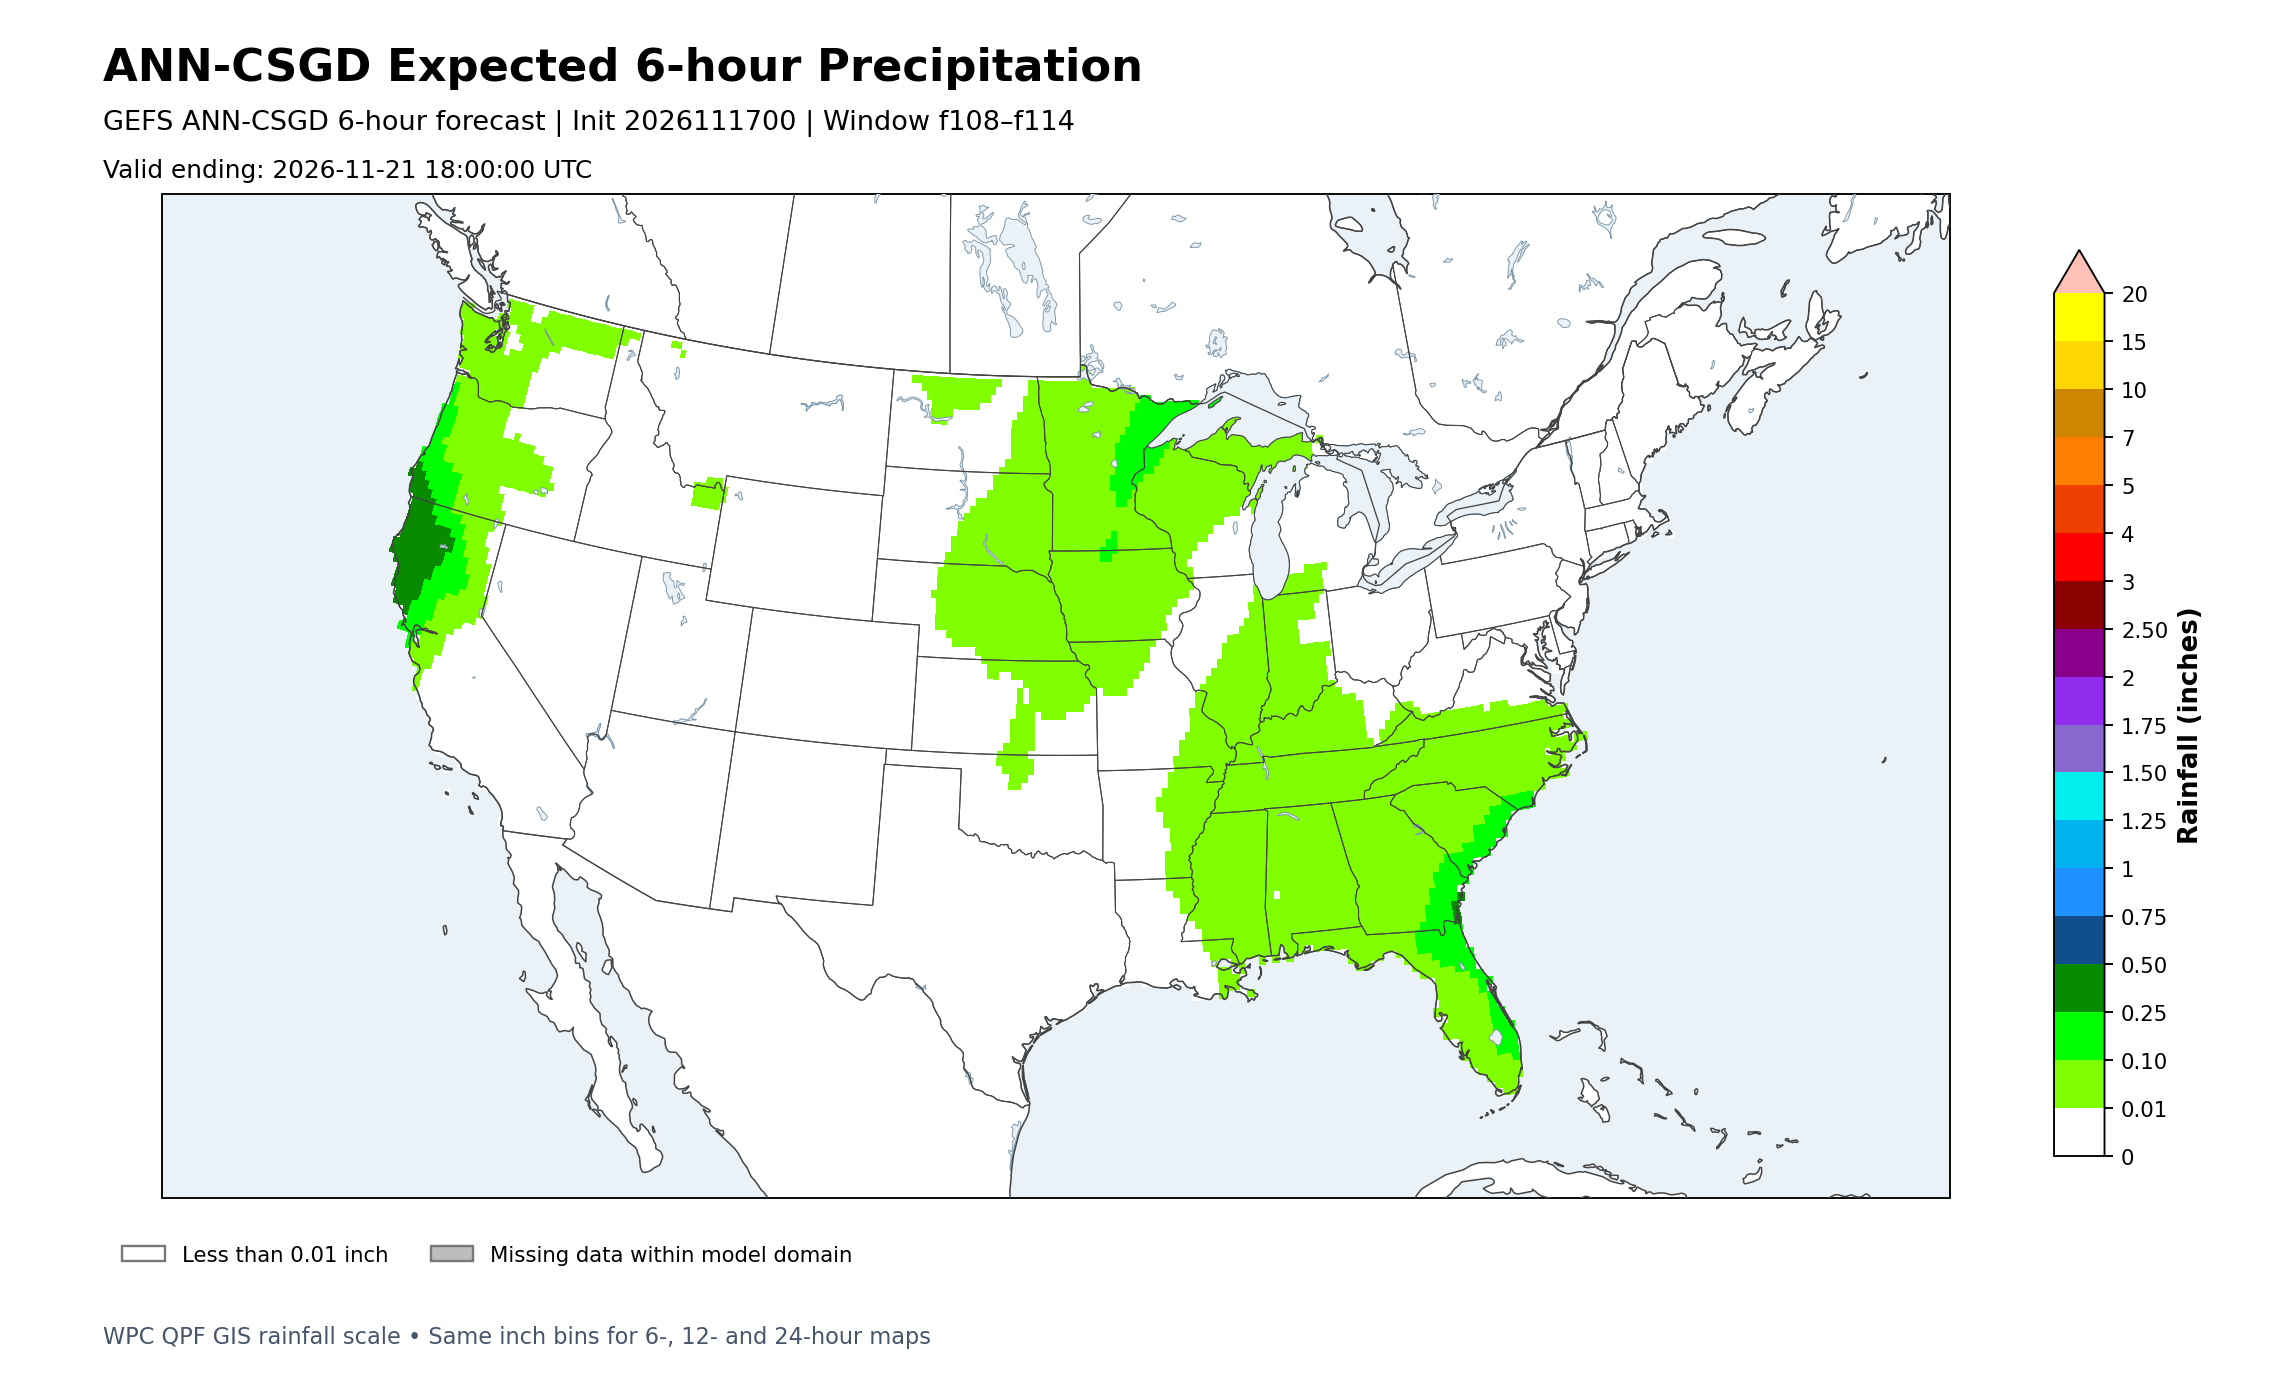 ANN-CSGD Expected 6-hour Precipitation
GEFS ANN-CSGD 6-hour forecast | Init 2026111700 | Window f108–f114
Valid ending: 2026-11-21 18:00:00 UTC
20
15
10
7
5
4
3
2.50
2
1.75
1.50
1.25
1
0.75
0.50
0.25
0.10
0.01
0
Rainfall (inches)
Less than 0.01 inch
Missing data within model domain
WPC QPF GIS rainfall scale • Same inch bins for 6-, 12- and 24-hour maps